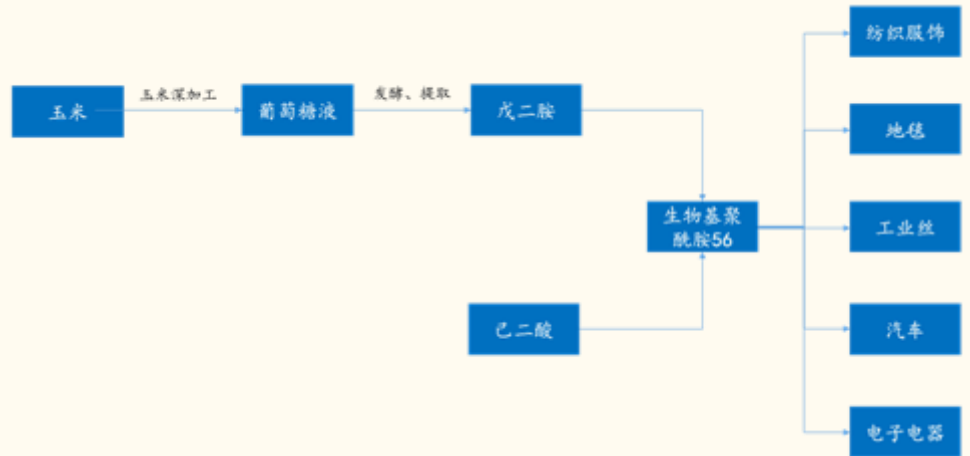 纺织服饰
玉米
玉米深加工
葡萄糖液
发酵、提取
戊二胺
地毯
生物基聚
酰胺56
工业丝
己二酸
汽车
电子电器